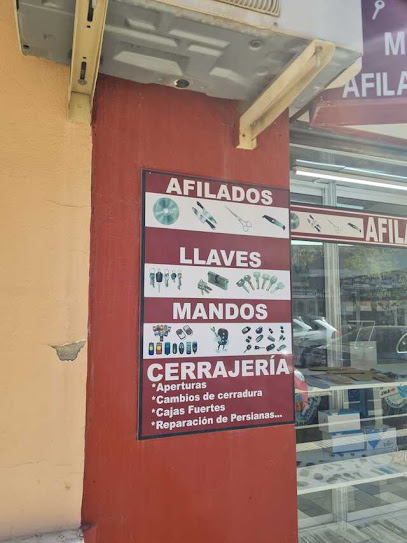 AFILADOS
LLAVES
MANDOS
CERRAJERÍA
*Aperturas
*Cambios de cerradura
*Cajas Fuertes
*Reparación de Persianas...
M
AFILA
AFILA